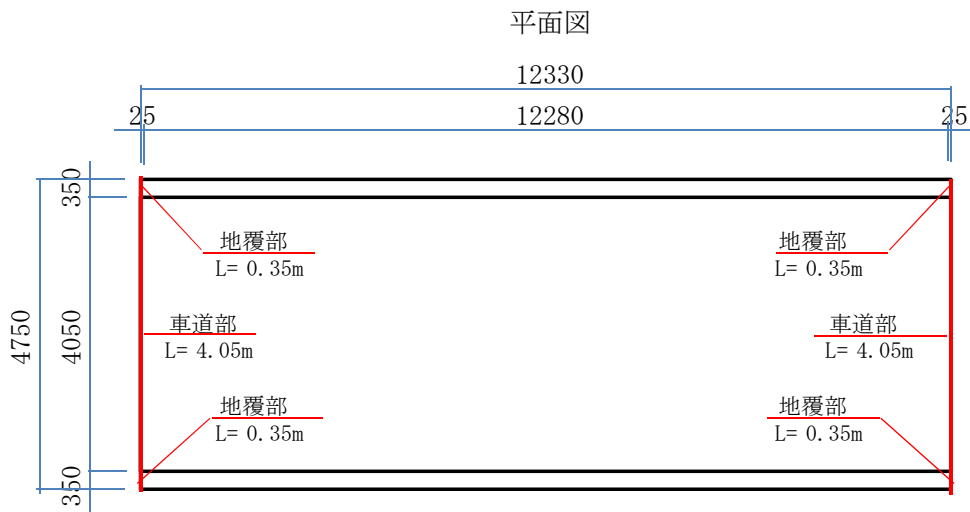 平面図
12330
25
12280
25
350
地覆部
L= 0.35m
地覆部
L= 0.35m
4750
4050
車道部
L= 4.05m
車道部
L= 4.05m
地覆部
L= 0.35m
地覆部
L= 0.35m
350